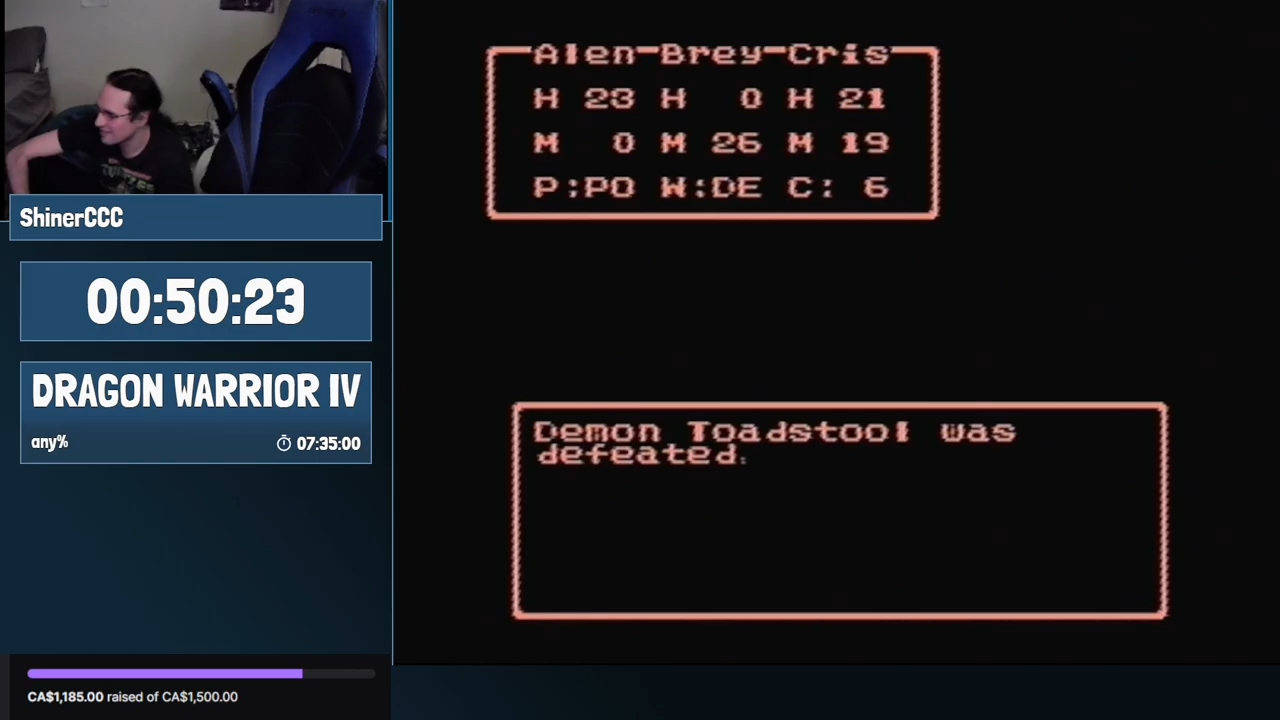 ShinerCCC
00:50:23
DRAGON WARRIOR IV
any% 07:35:00
CA$1,185.00 raised of CA$1,500.00
Alen Brey Cris
H 23 H 0 H 21
M 0 M 26 M 19
P:PO W:DE C: 6
Demon Toadstool was
defeated.